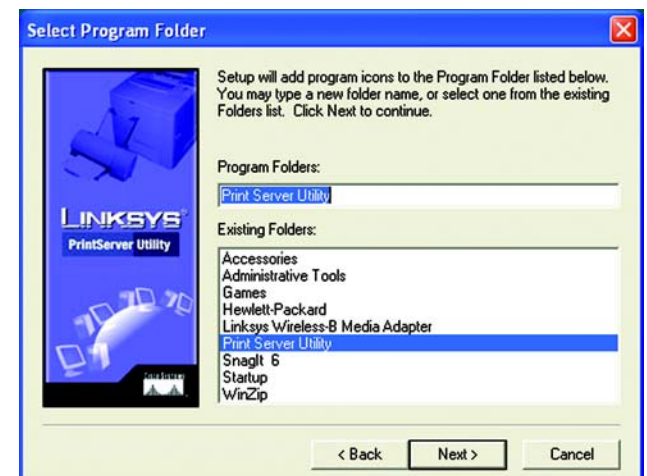 Select Program Folder
Setup will add program icons to the Program Folder listed below.
You may type a new folder name, or select one from the existing
Folders list. Click Next to continue.
Program Folders:
Print Server Utility
Existing Folders:
Accessories
Administrative Tools
Games
Hewlett-Packard
Linksys Wireless-B Media Adapter
Print Server Utility
SnagIt 6
Startup
WinZip
LINKSYS®
PrintServer Utility
Cisco Systems
< Back
Next >
Cancel